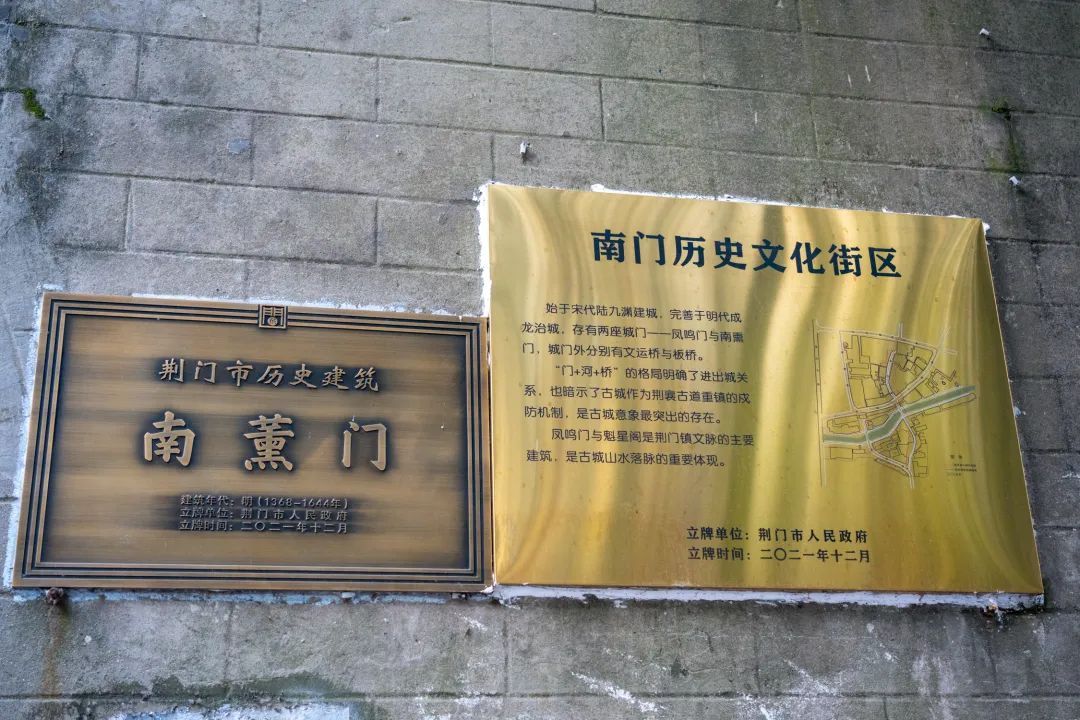 荆门市历史建筑
南薰门
建筑年代：明（1368-1644年）
立牌单位：荆门市人民政府
立牌时间：二〇二一年十二月
南门历史文化街区
始于宋代陆九渊建城，完善于明代成
龙治城，存有两座城门——凤鸣门与南薰
门，城门外分别有文运桥与板桥。
“门+河+桥”的格局明确了进出城关
系，也暗示了古城作为荆襄古道重镇的戍
防机制，是古城意象最突出的存在。
凤鸣门与魁星阁是荆门镇文脉的主要
建筑，是古城山水落脉的重要体现。
立牌单位：荆门市人民政府
立牌时间：二〇二一年十二月